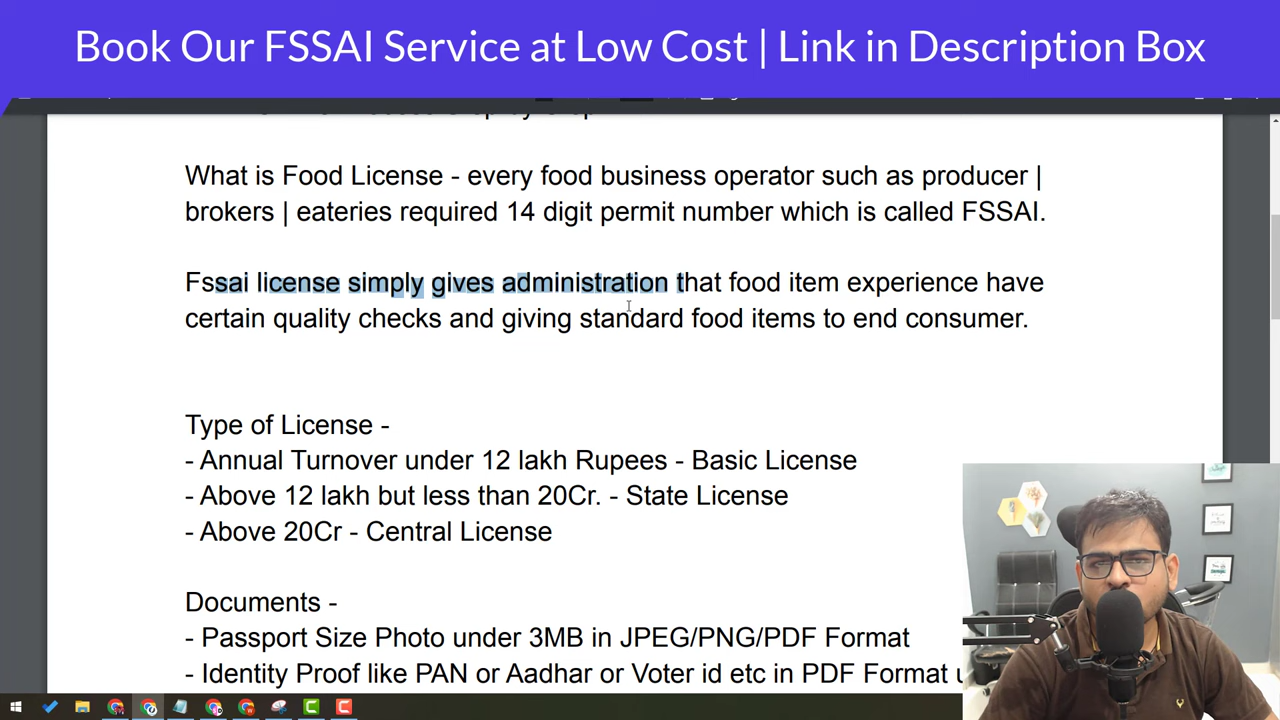 Book Our FSSAI Service at Low Cost | Link in Description Box
What is Food License - every food business operator such as producer |
brokers | eateries required 14 digit permit number which is called FSSAI.
Fssai license simply gives administration that food item experience have
certain quality checks and giving standard food items to end consumer.
Type of License -
- Annual Turnover under 12 lakh Rupees - Basic License
- Above 12 lakh but less than 20Cr. - State License
- Above 20Cr - Central License
Documents -
- Passport Size Photo under 3MB in JPEG/PNG/PDF Format
- Identity Proof like PAN or Aadhar or Voter id etc in PDF Format